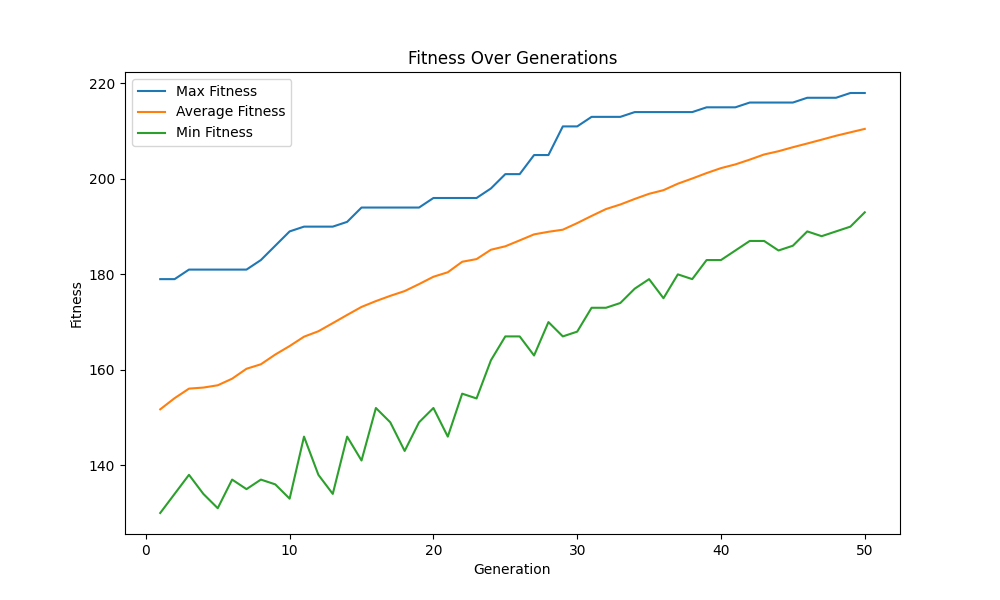 Fitness Over Generations
Max Fitness
Average Fitness
Min Fitness
220
200
180
160
140
Fitness
0 10 20 30 40 50
Generation